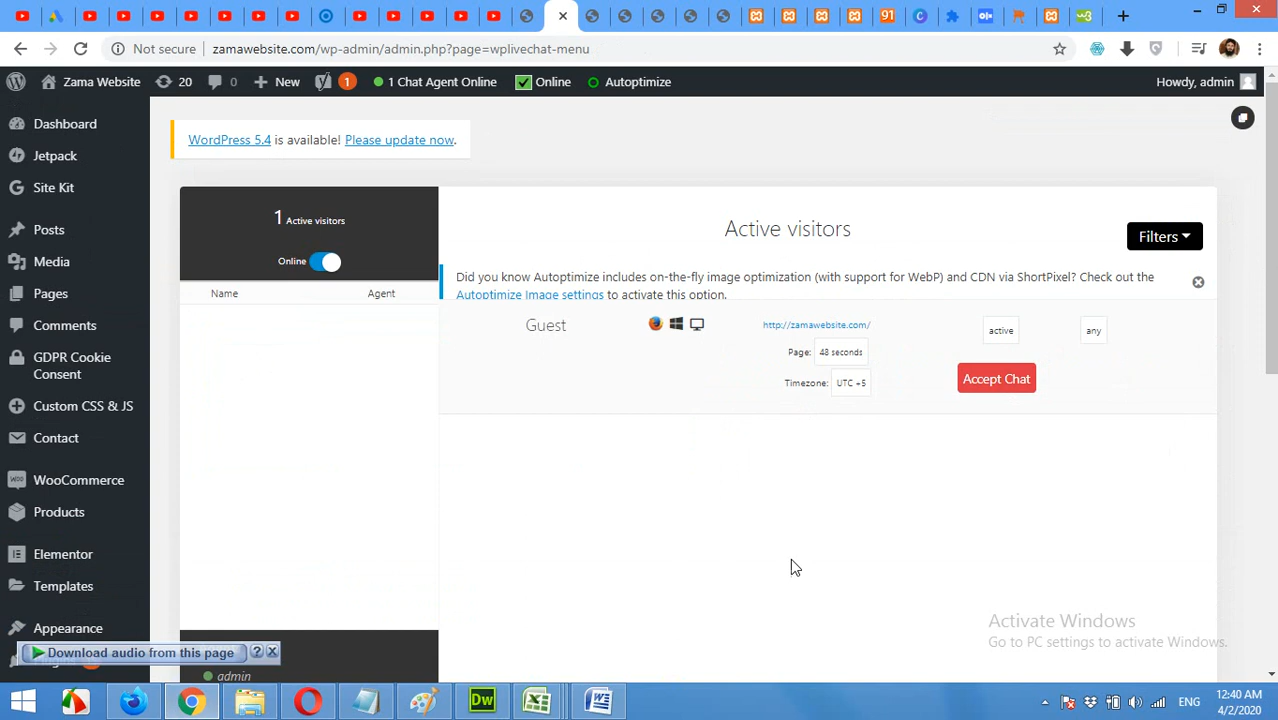 Not secure zamawebsite.com/wp-admin/admin.php?page=wplivechat-menu
91
Zama Website 20 0 New 1 1 Chat Agent Online Online Autoptimize Howdy, admin
Dashboard
Jetpack
Site Kit
Posts
Media
Pages
Comments
GDPR Cookie
Consent
Custom CSS & JS
Contact
WooCommerce
Products
Elementor
Templates
Appearance
WordPress 5.4 is available! Please update now.
1 Active visitors
Online
Name Agent
admin
Active visitors
Filters
Did you know Autoptimize includes on-the-fly image optimization (with support for WebP) and CDN via ShortPixel? Check out the
Autoptimize Image settings to activate this option.
Guest http://zamawebsite.com/ active any
Page: 48 seconds
Timezone: UTC +5
Accept Chat
Activate Windows
Go to PC settings to activate Windows.
Download audio from this page ?
Dw
ENG
12:40 AM
4/2/2020